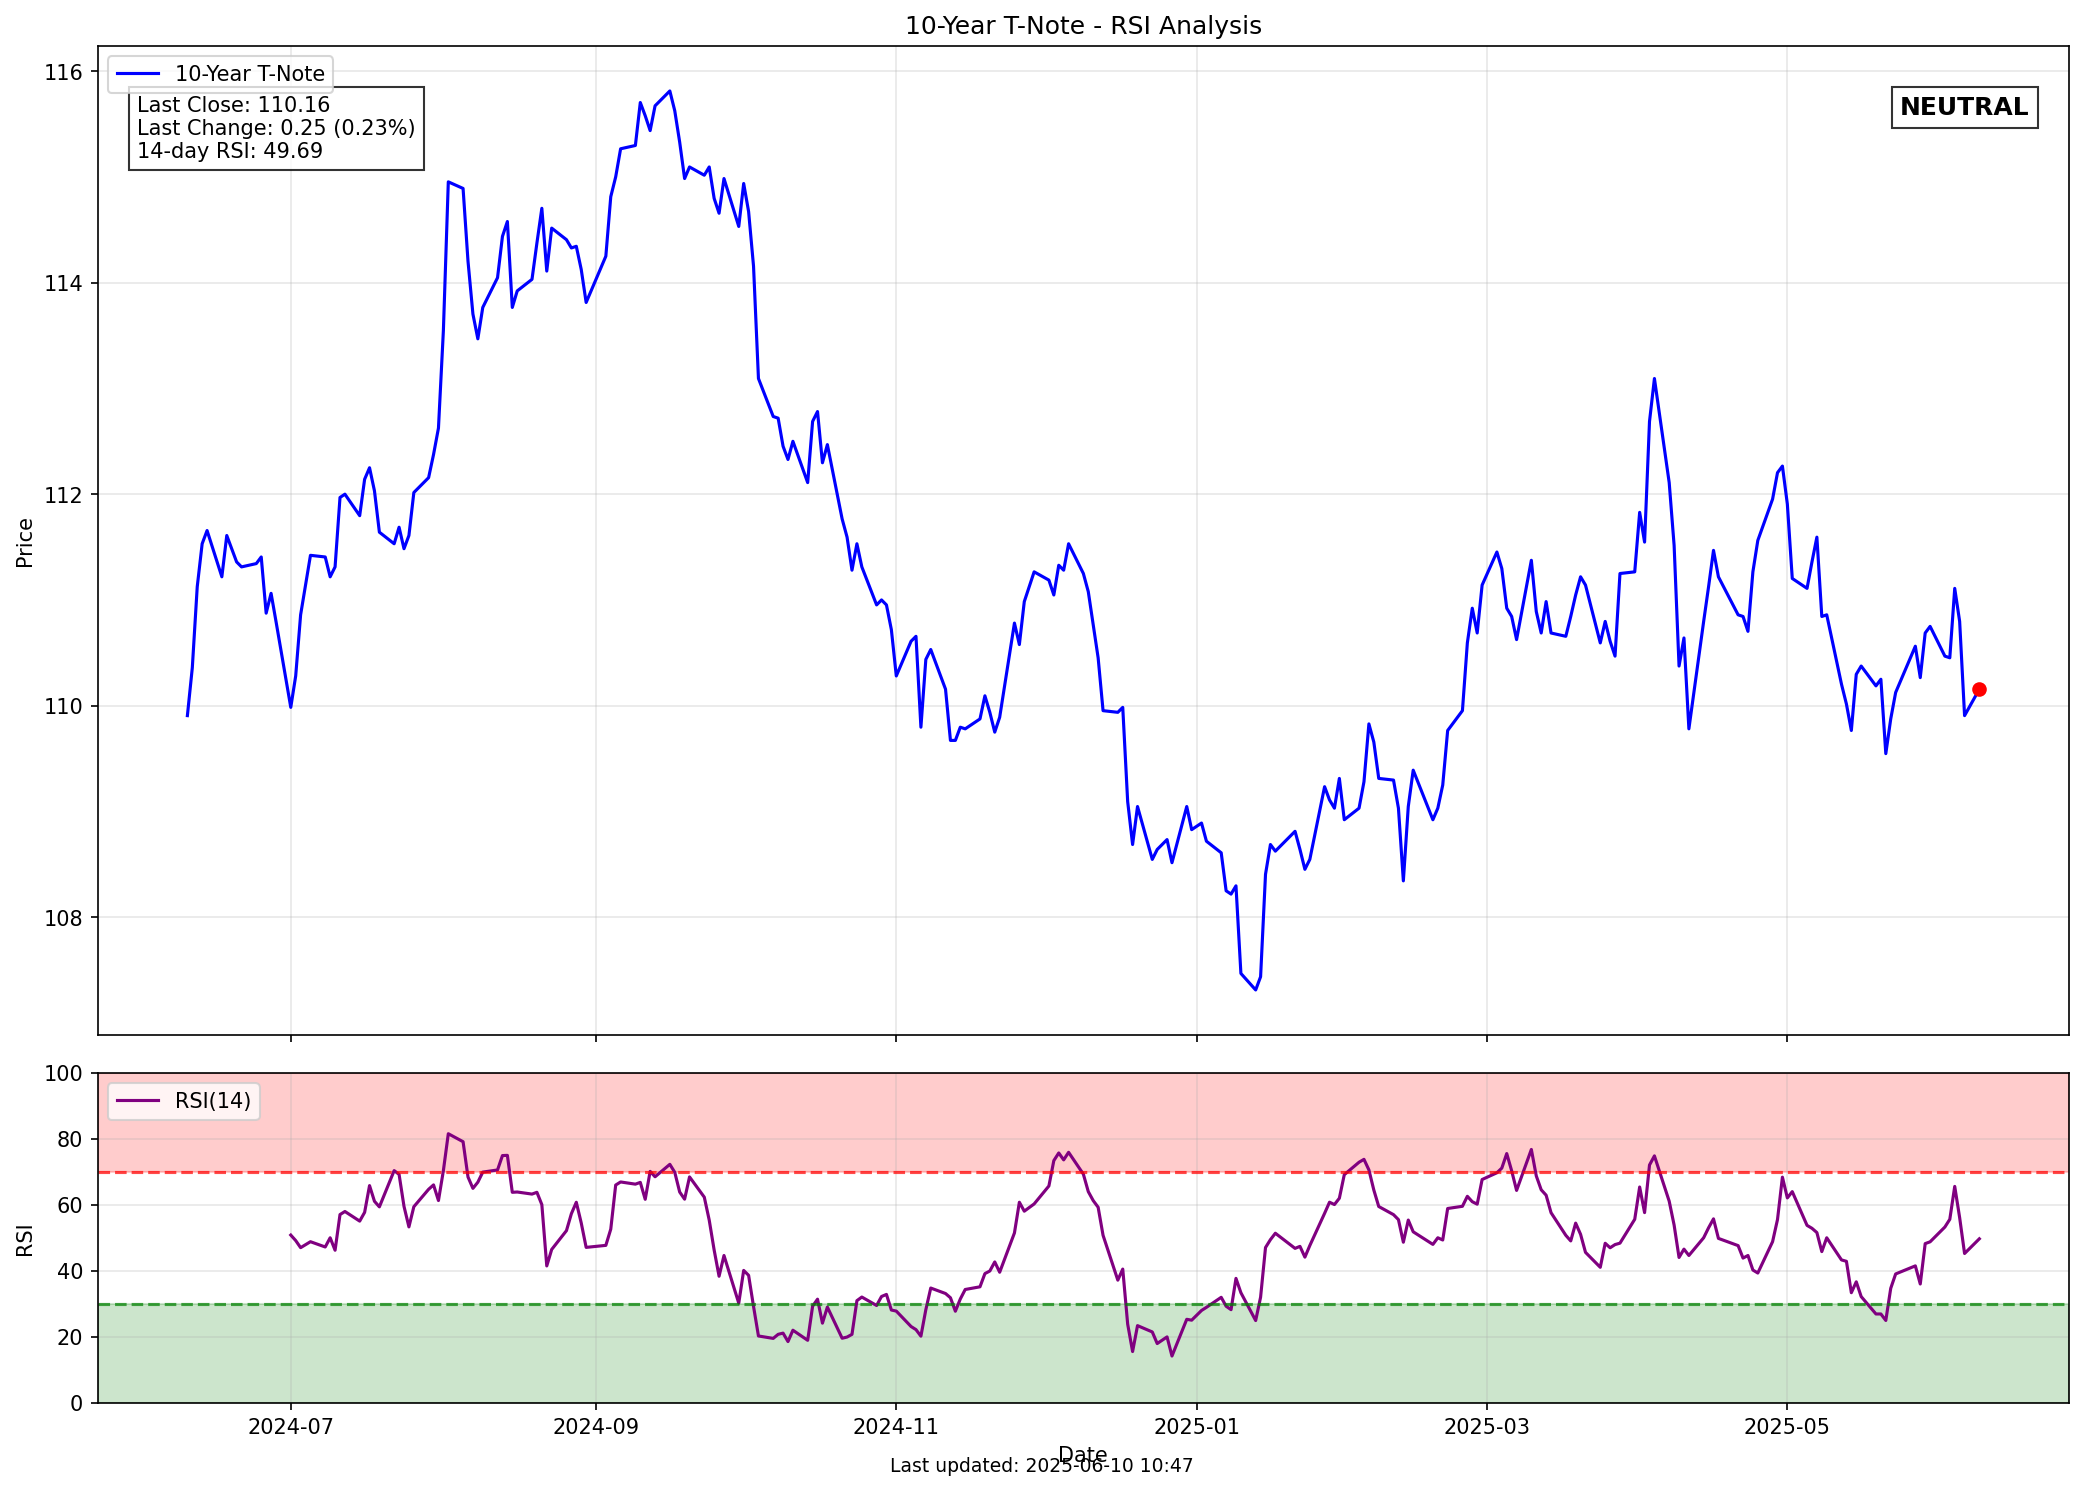 10-Year T-Note - RSI Analysis
10-Year T-Note
Last Close: 110.16
Last Change: 0.25 (0.23%)
14-day RSI: 49.69
NEUTRAL
Price
116
114
112
110
108
RSI(14)
RSI
100
80
60
40
20
0
2024-07
2024-09
2024-11
2025-01
2025-03
2025-05
Date
Last updated: 2025-06-10 10:47